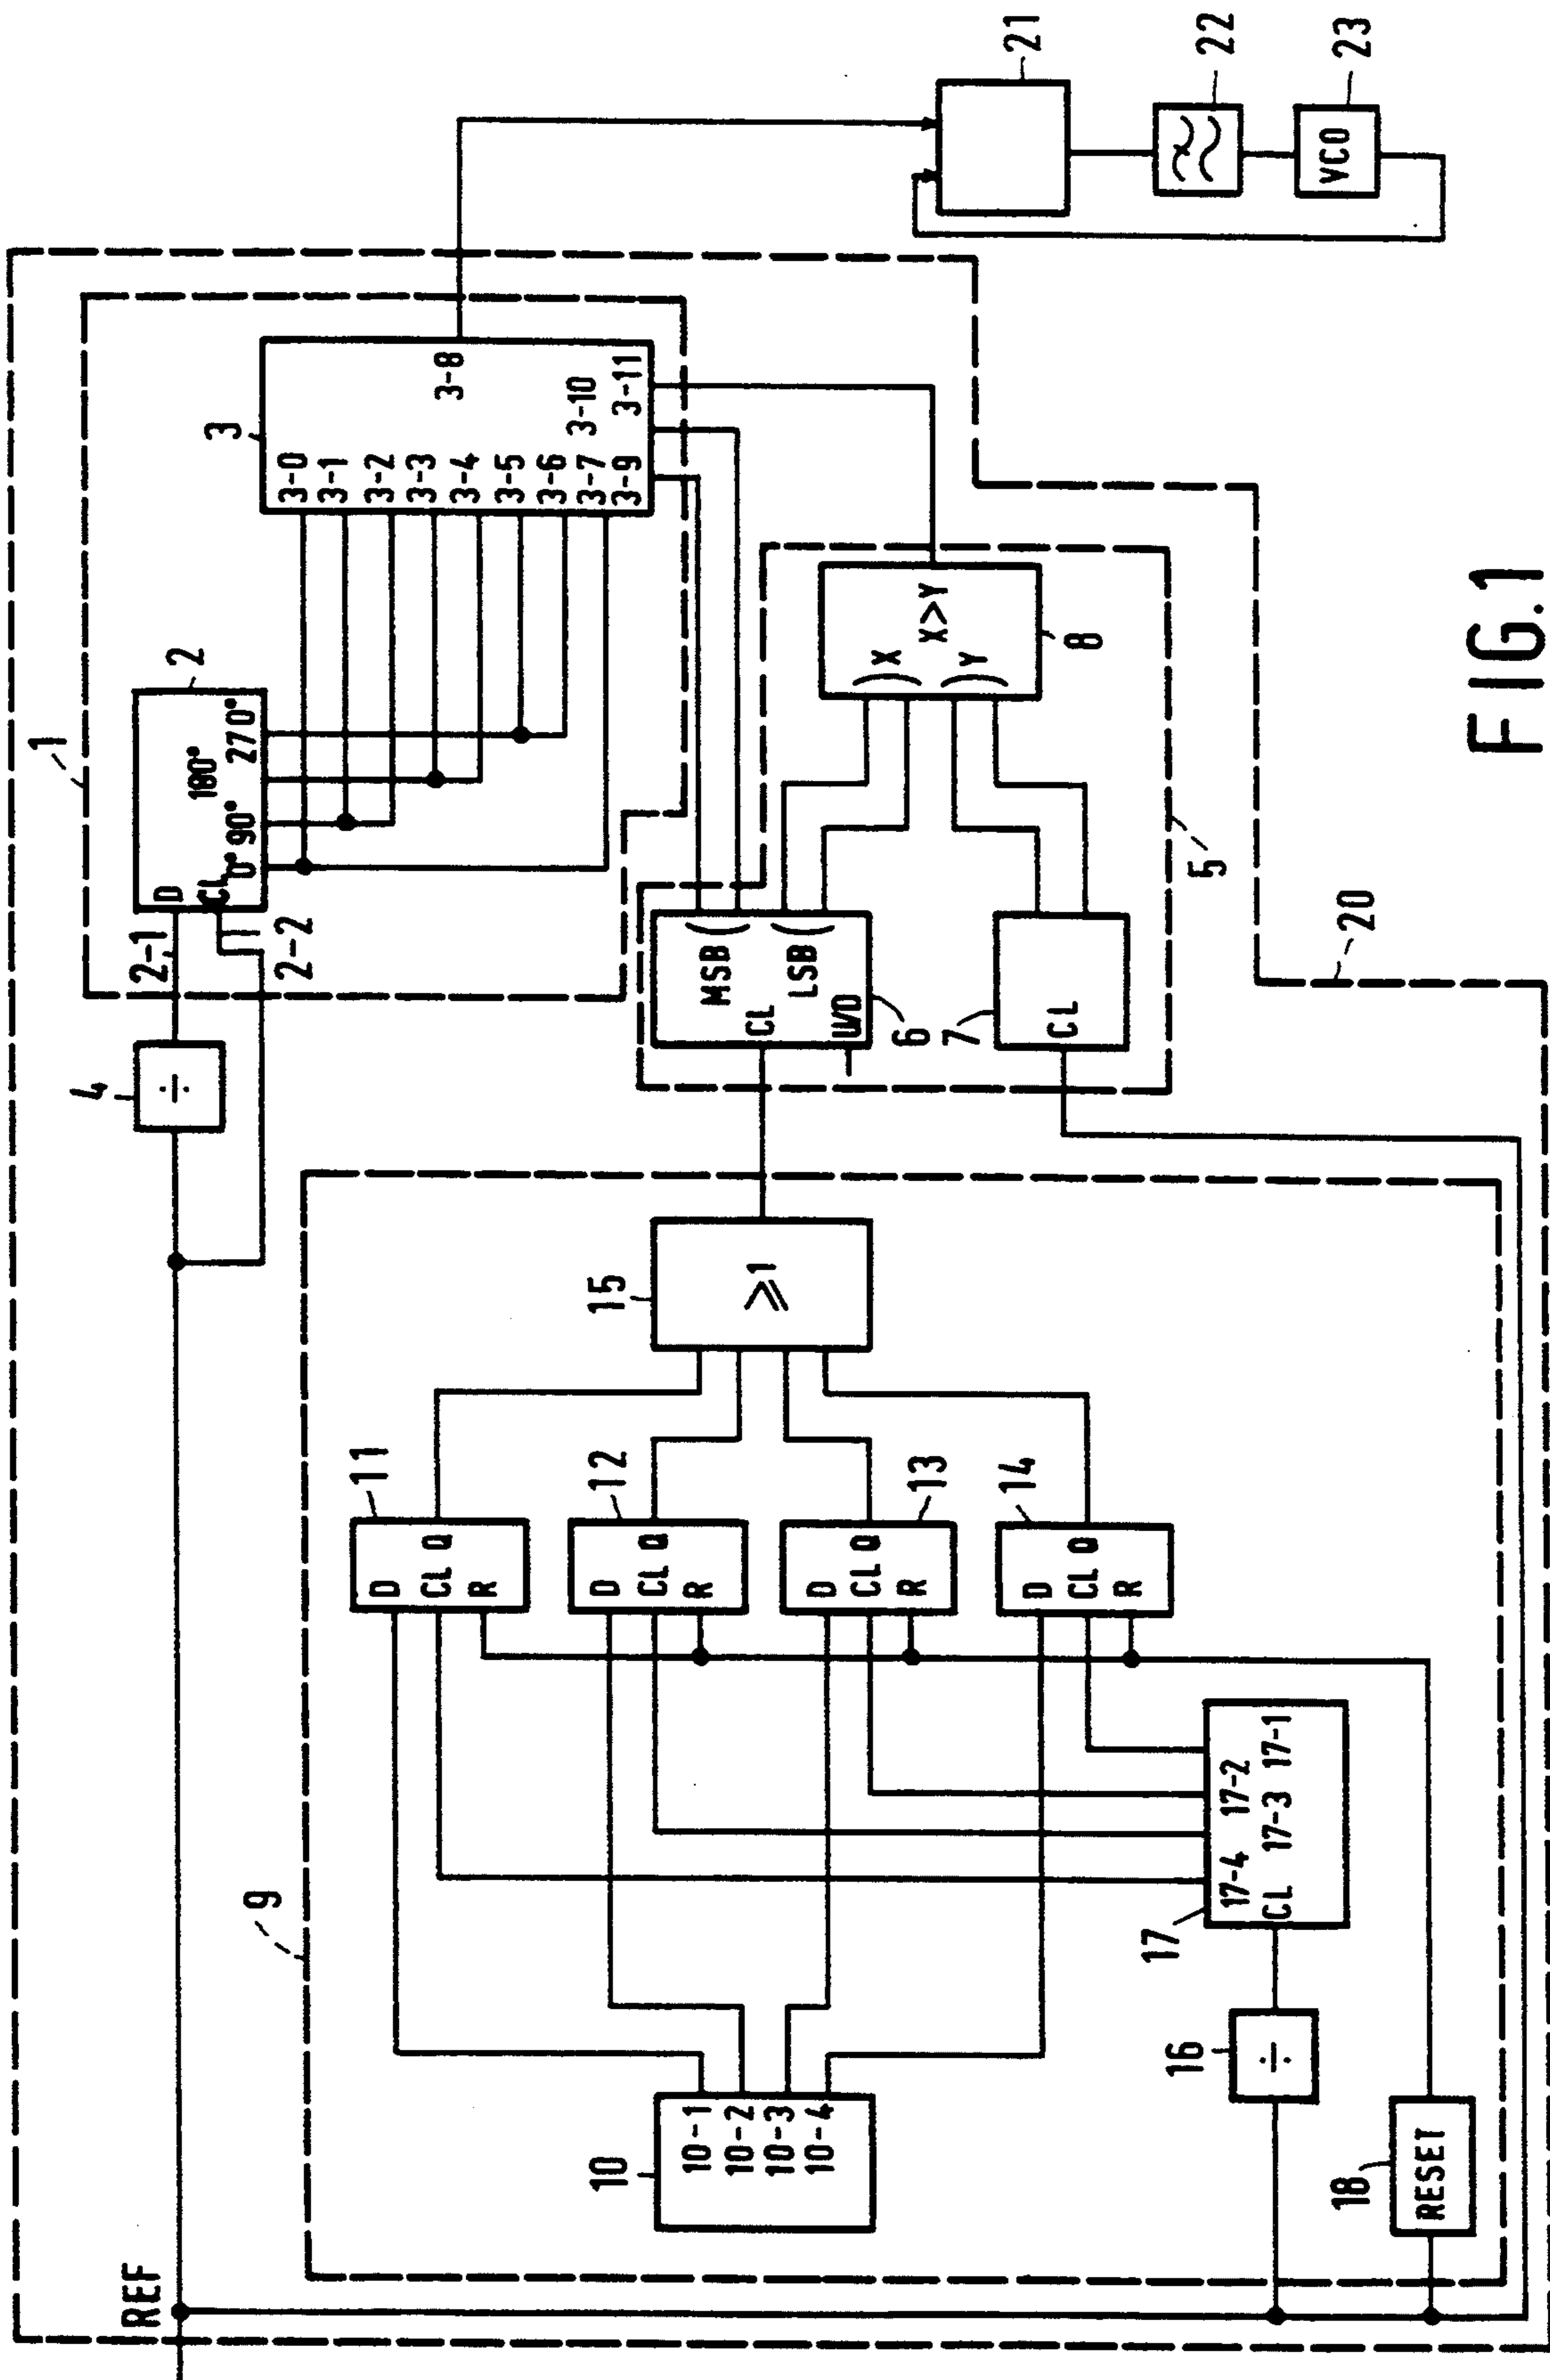 REF
4
÷
1
2
D
CL
2-1
2-2
0° 90° 180° 270°
3
3-0
3-1
3-2
3-3
3-4
3-5
3-6
3-7
3-9
3-8
3-10
3-11
21
22
23
VCO
9
10
10-1
10-2
10-3
10-4
11
D
CL Q
R
12
D
CL Q
R
13
D
CL Q
R
14
D
CL Q
R
15
≥1
16
÷
17
17-4 17-2
CL 17-3 17-1
18
RESET
MSB (
CL
LSB (
U/D
6
7
CL
) X
X>Y
) Y
8
5
20
FIG.1